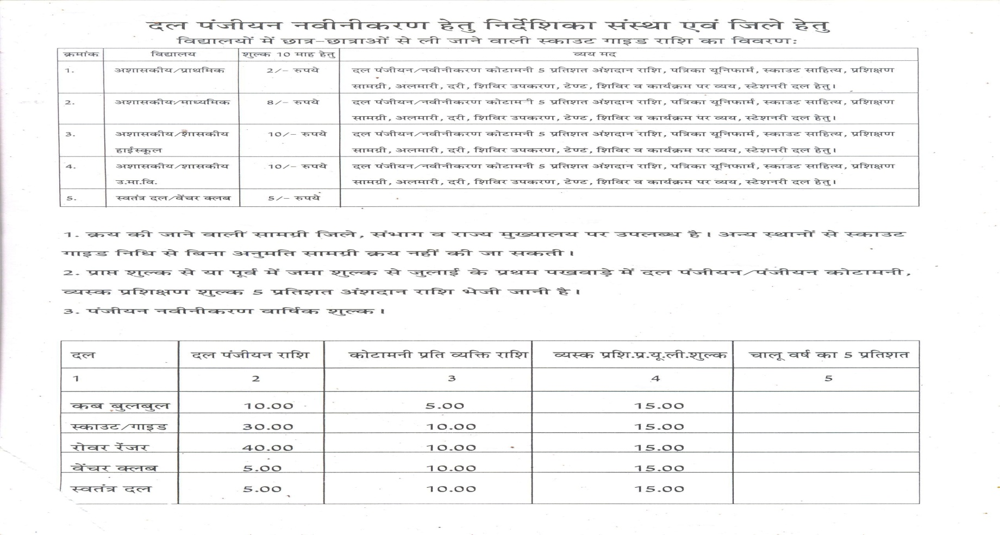 दल पंजीयन नवीनीकरण हेतु निर्देशिका संस्था एवं जिले हेतु
विद्यालयों में छात्र-छात्राओं से ली जाने वाली स्काउट गाइड राशि का विवरण:
क्रमांक विद्यालय शुल्क 10 माह हेतु व्यय मद
1. अशासकीय/प्राथमिक 2/- रुपये दल पंजीयन/नवीनीकरण कोटामनी 5 प्रतिशत अंशदान राशि, पत्रिका यूनिफार्म, स्काउट साहित्य, प्रशिक्षण
सामग्री, अलमारी, दरी, शिविर उपकरण, टेण्ट, शिविर व कार्यक्रम पर व्यय, स्टेशनरी दल हेतु।
2. अशासकीय/माध्यमिक 8/- रुपये दल पंजीयन/नवीनीकरण कोटामनी 5 प्रतिशत अंशदान राशि, पत्रिका यूनिफार्म, स्काउट साहित्य, प्रशिक्षण
सामग्री, अलमारी, दरी, शिविर उपकरण, टेण्ट, शिविर व कार्यक्रम पर व्यय, स्टेशनरी दल हेतु।
3. अशासकीय/शासकीय 10/- रुपये दल पंजीयन/नवीनीकरण कोटामनी 5 प्रतिशत अंशदान राशि, पत्रिका यूनिफार्म, स्काउट साहित्य, प्रशिक्षण
हाईस्कूल सामग्री, अलमारी, दरी, शिविर उपकरण, टेण्ट, शिविर व कार्यक्रम पर व्यय, स्टेशनरी दल हेतु।
4. अशासकीय/शासकीय 10/- रुपये दल पंजीयन/नवीनीकरण कोटामनी 5 प्रतिशत अंशदान राशि, पत्रिका यूनिफार्म, स्काउट साहित्य, प्रशिक्षण
उ.मा.वि. सामग्री, अलमारी, दरी, शिविर उपकरण, टेण्ट, शिविर व कार्यक्रम पर व्यय, स्टेशनरी दल हेतु।
5. स्वतंत्र दल/वेंचर क्लब 5/- रुपये
1. क्रय की जाने वाली सामग्री जिले, संभाग व राज्य मुख्यालय पर उपलब्ध है। अन्य स्थानों से स्काउट
गाइड निधि से बिना अनुमति सामग्री क्रय नहीं की जा सकती।
2. प्राप्त शुल्क से या पूर्व में जमा शुल्क से जुलाई के प्रथम पखवाड़े में दल पंजीयन/पंजीयन कोटामनी,
व्यस्क प्रशिक्षण शुल्क 5 प्रतिशत अंशदान राशि भेजी जानी है।
3. पंजीयन नवीनीकरण वार्षिक शुल्क।
दल दल पंजीयन राशि कोटामनी प्रति व्यक्ति राशि व्यस्क प्रशि.प्र.यू.ली.शुल्क चालू वर्ष का 5 प्रतिशत
1 2 3 4 5
कब बुलबुल 10.00 5.00 15.00
स्काउट/गाइड 30.00 10.00 15.00
रोवर रेंजर 40.00 10.00 15.00
वेंचर क्लब 5.00 10.00 15.00
स्वतंत्र दल 5.00 10.00 15.00